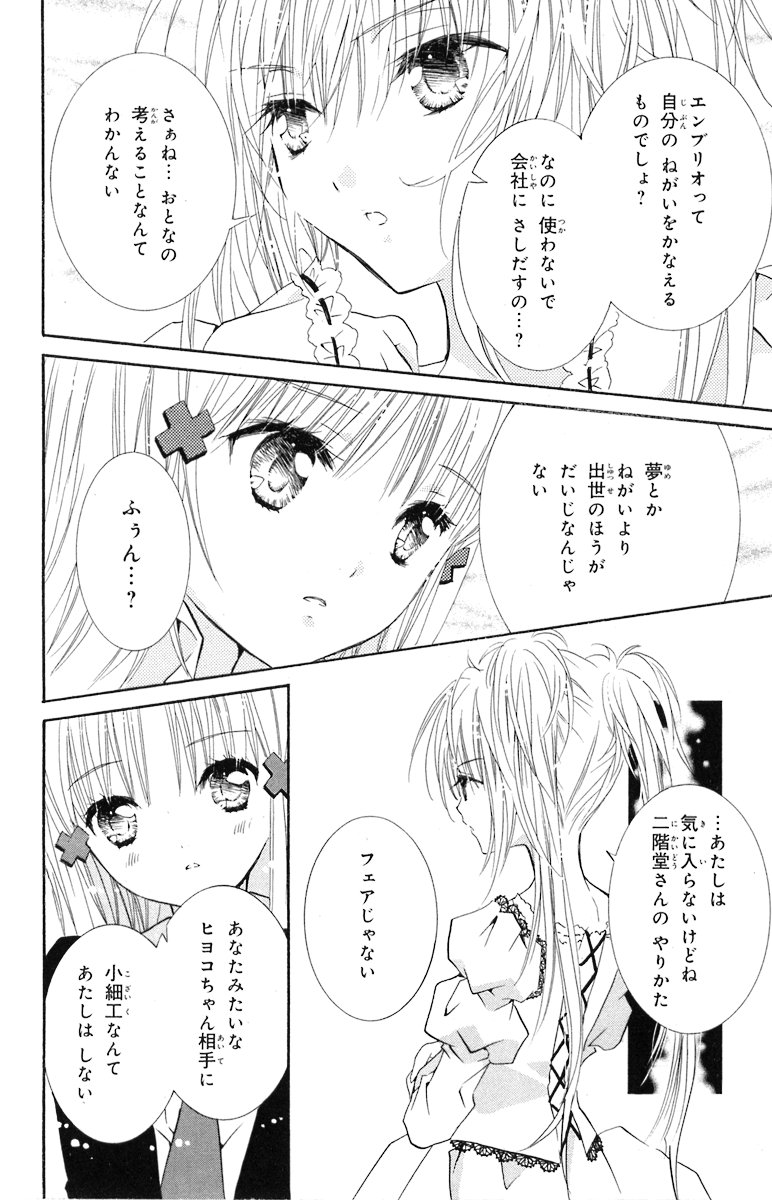 エンブリオって
自分の ねがいをかなえる
ものでしょ?
なのに 使わないで
会社に さしだすの…?
さぁね… おとなの
考えることなんて
わかんない
夢とか
ねがいより
出世のほうが
だいじなんじゃ
ない
ふぅん…?
…あたしは
気に入らないけどね
二階堂さんの やりかた
フェアじゃない
あなたみたいな
ヒヨコちゃん相手に
小細工なんて
あたしは しない